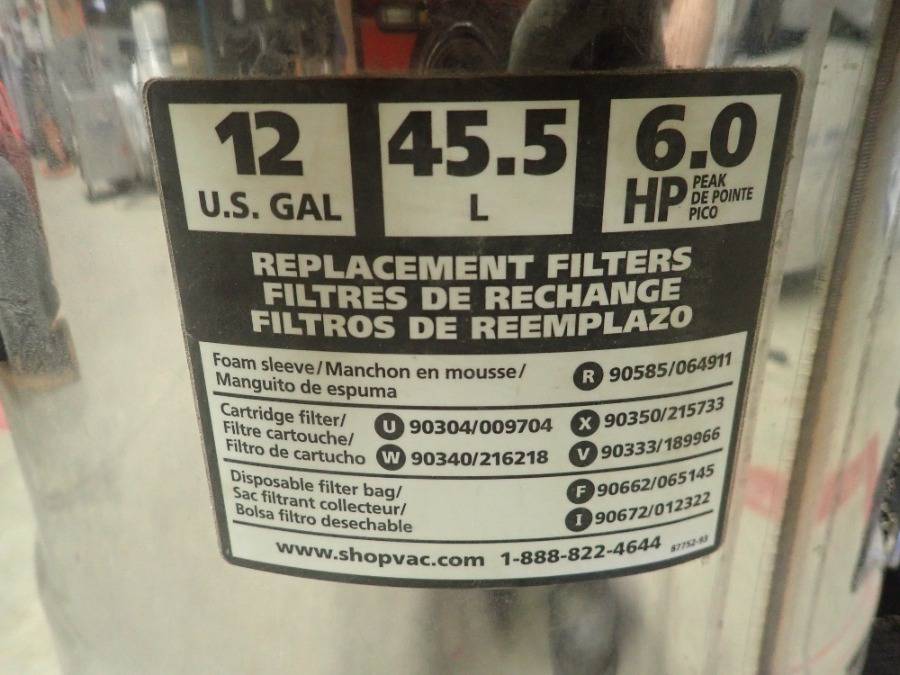 12
U.S. GAL
45.5
L
6.0
HP PEAK
DE POINTE
PICO
REPLACEMENT FILTERS
FILTRES DE RECHANGE
FILTROS DE REEMPLAZO
Foam sleeve/Manchon en mousse/
Manguito de espuma
R 90585/064911
Cartridge filter/
Filtre cartouche/
Filtro de cartucho
U 90304/009704
X 90350/215733
W 90340/216218
V 90333/189966
Disposable filter bag/
Sac filtrant collecteur/
Bolsa filtro desechable
F 90662/065145
I 90672/012322
www.shopvac.com 1-888-822-4644 87752-93